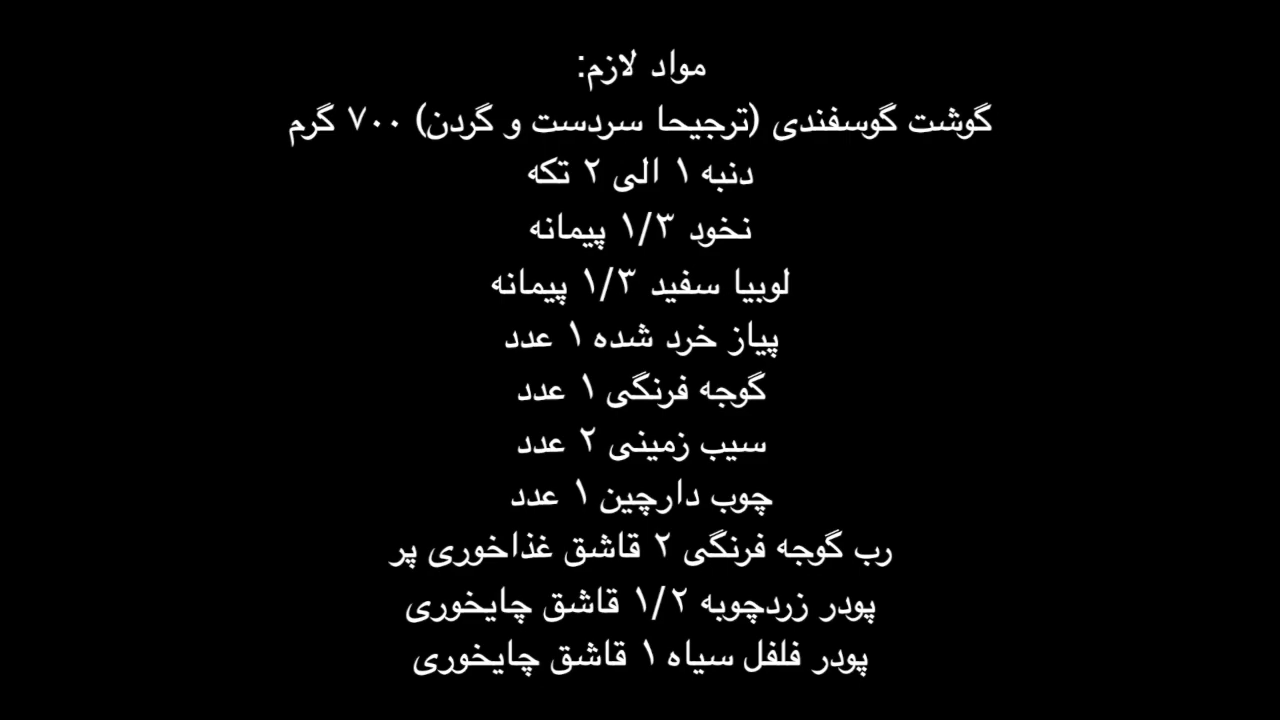 مواد لازم:
گوشت گوسفندی (ترجیحا سردست و گردن) ۷۰۰ گرم
دنبه ۱ الی ۲ تکه
نخود ۱/۳ پیمانه
لوبیا سفید ۱/۳ پیمانه
پیاز خرد شده ۱ عدد
گوجه فرنگی ۱ عدد
سیب زمینی ۲ عدد
چوب دارچین ۱ عدد
رب گوجه فرنگی ۲ قاشق غذاخوری پر
پودر زردچوبه ۱/۲ قاشق چایخوری
پودر فلفل سیاه ۱ قاشق چایخوری